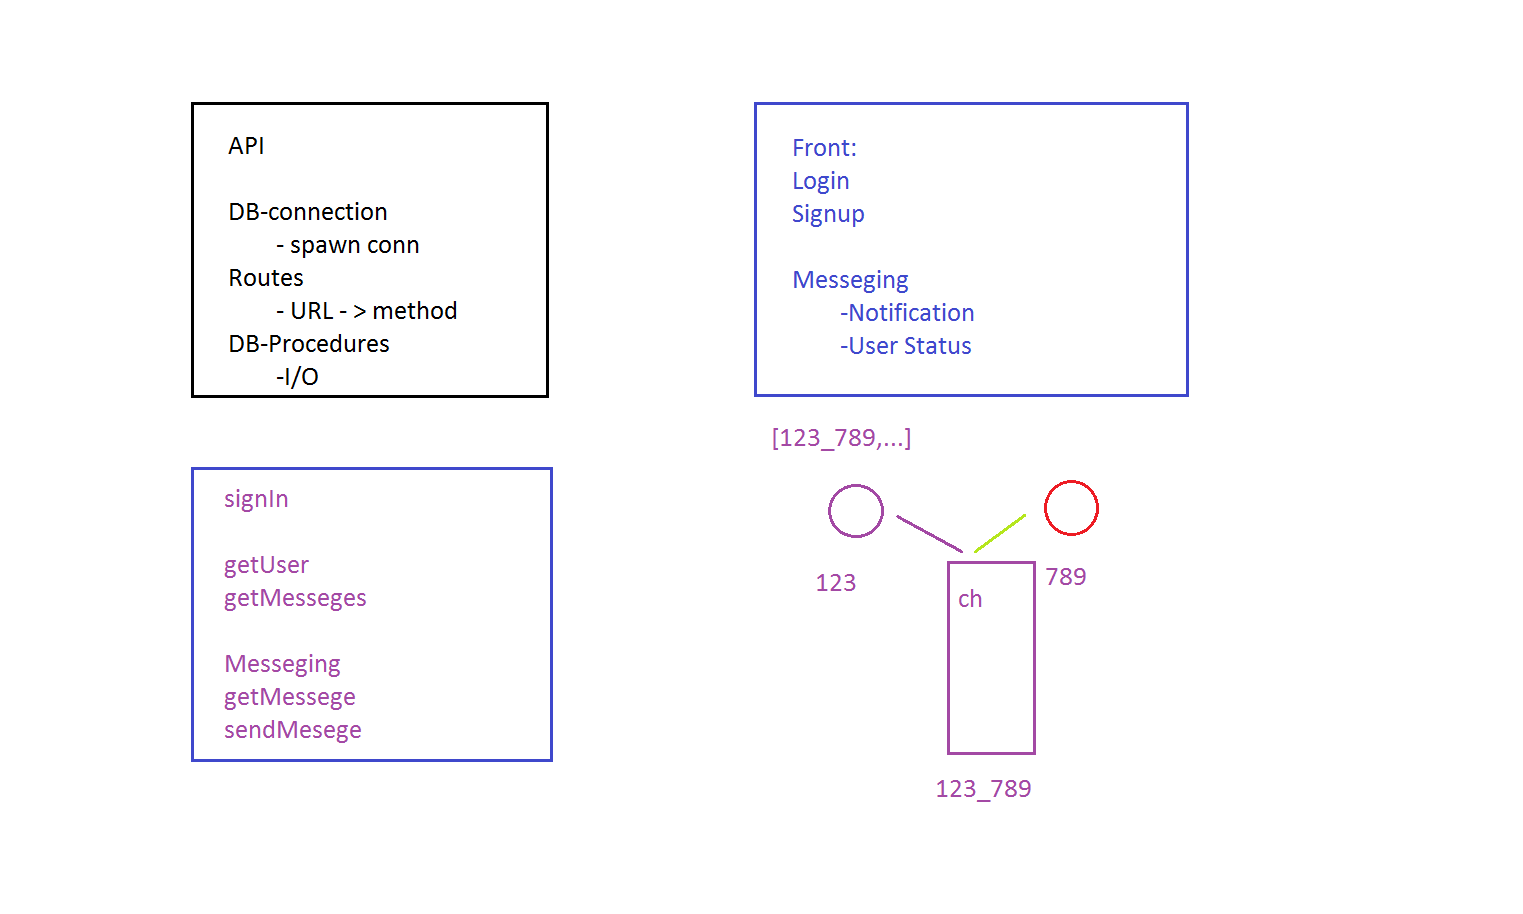 API
DB-connection
- spawn conn
Routes
- URL - > method
DB-Procedures
-I/O
Front:
Login
Signup
Messeging
-Notification
-User Status
signIn
getUser
getMesseges
Messeging
getMessege
sendMesege
[123_789,...]
123
789
ch
123_789